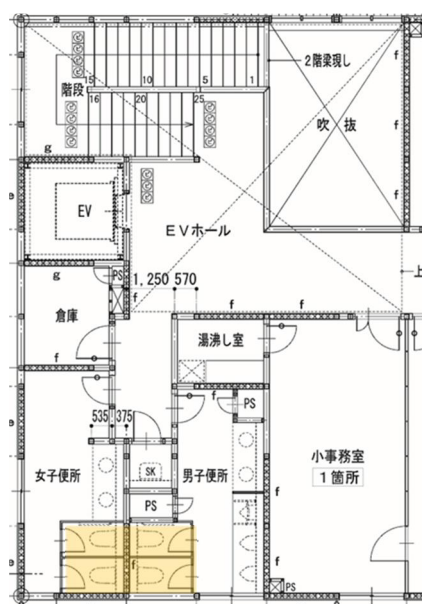 ２階梁現し
15
10
5
1
階段
16
20
25
吹抜
f
f
g
f
EV
ＥＶホール
上
g
PS
1,250
570
倉庫
f
f
f
f
湯沸し室
f
PS
535
375
小事務室
１箇所
女子便所
SK
男子便所
f
PS
f
f
PS